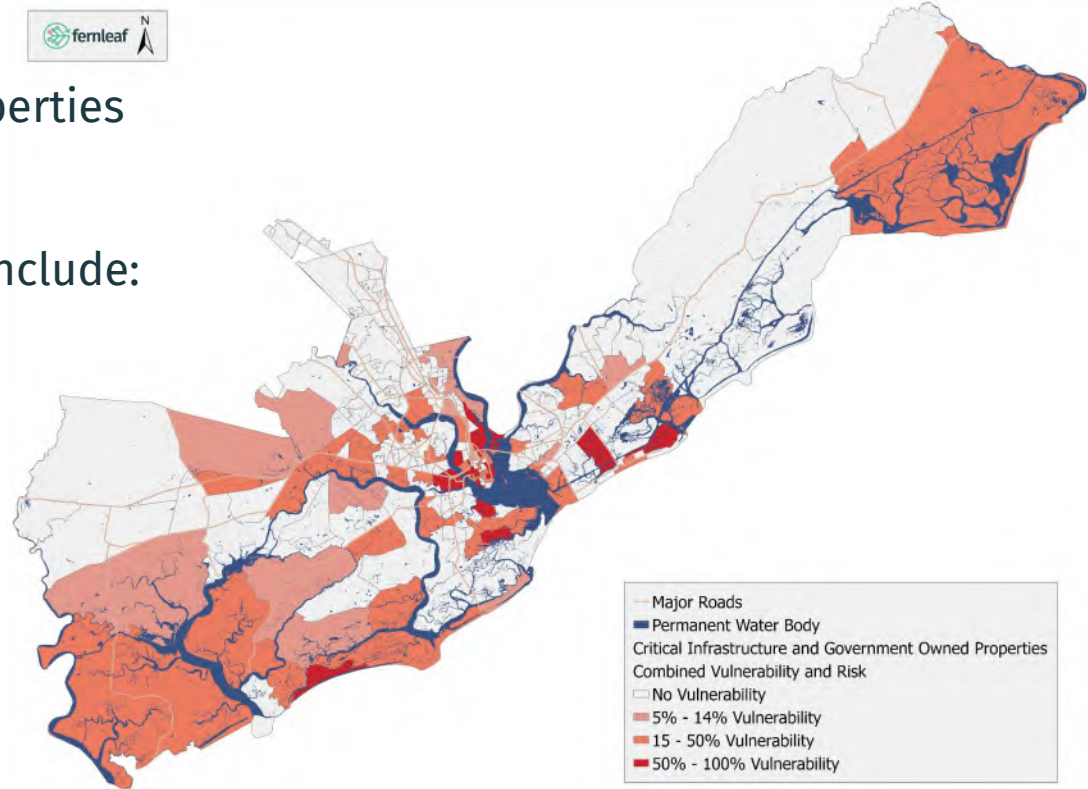 fernleaf
N
perties
nclude:
Major Roads
Permanent Water Body
Critical Infrastructure and Government Owned Properties
Combined Vulnerability and Risk
No Vulnerability
5% - 14% Vulnerability
15 - 50% Vulnerability
50% - 100% Vulnerability